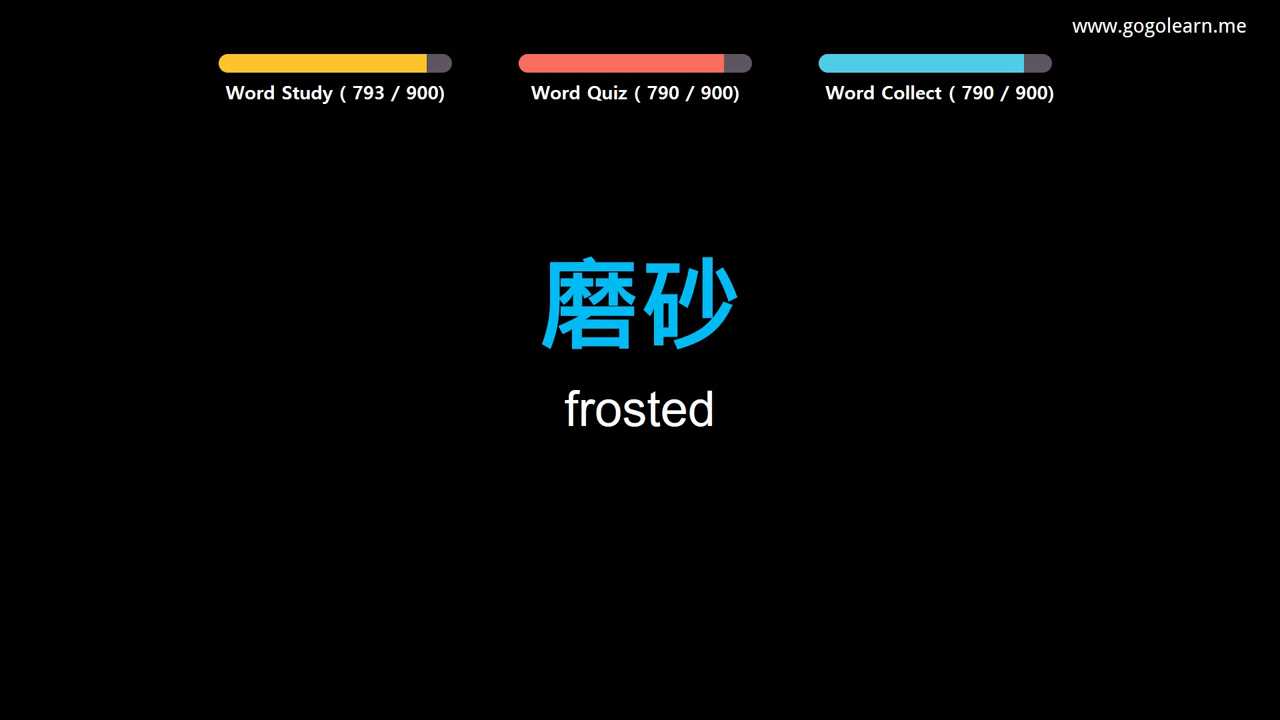 www.gogolearn.me
Word Study ( 793 / 900)
Word Quiz ( 790 / 900)
Word Collect ( 790 / 900)
磨砂
frosted